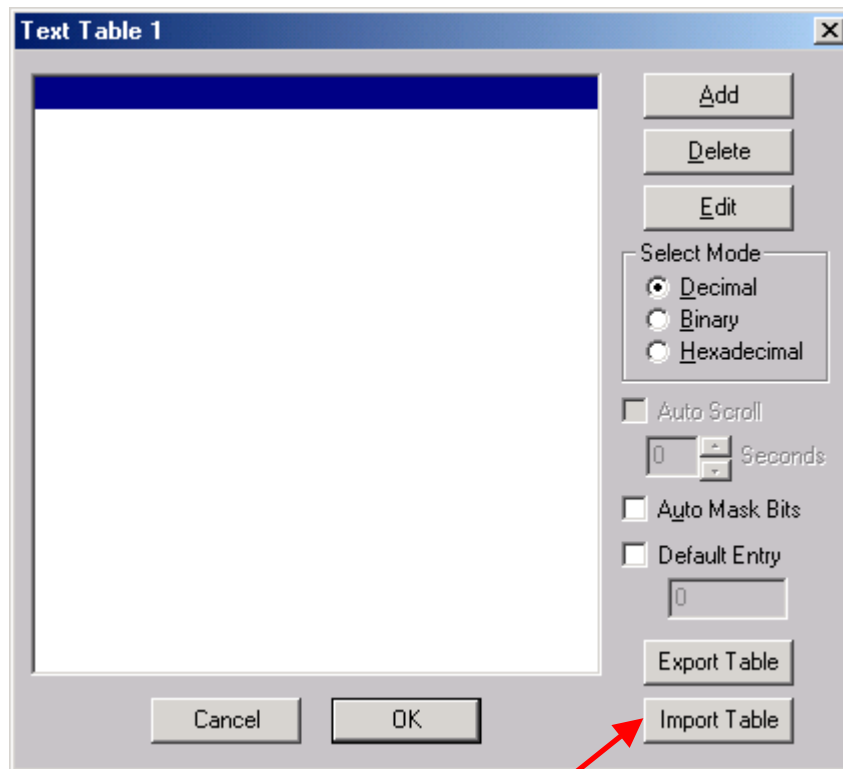 Text Table 1
Add
Delete
Edit
Select Mode
Decimal
Binary
Hexadecimal
Auto Scroll
0 Seconds
Auto Mask Bits
Default Entry
0
Export Table
Cancel OK Import Table